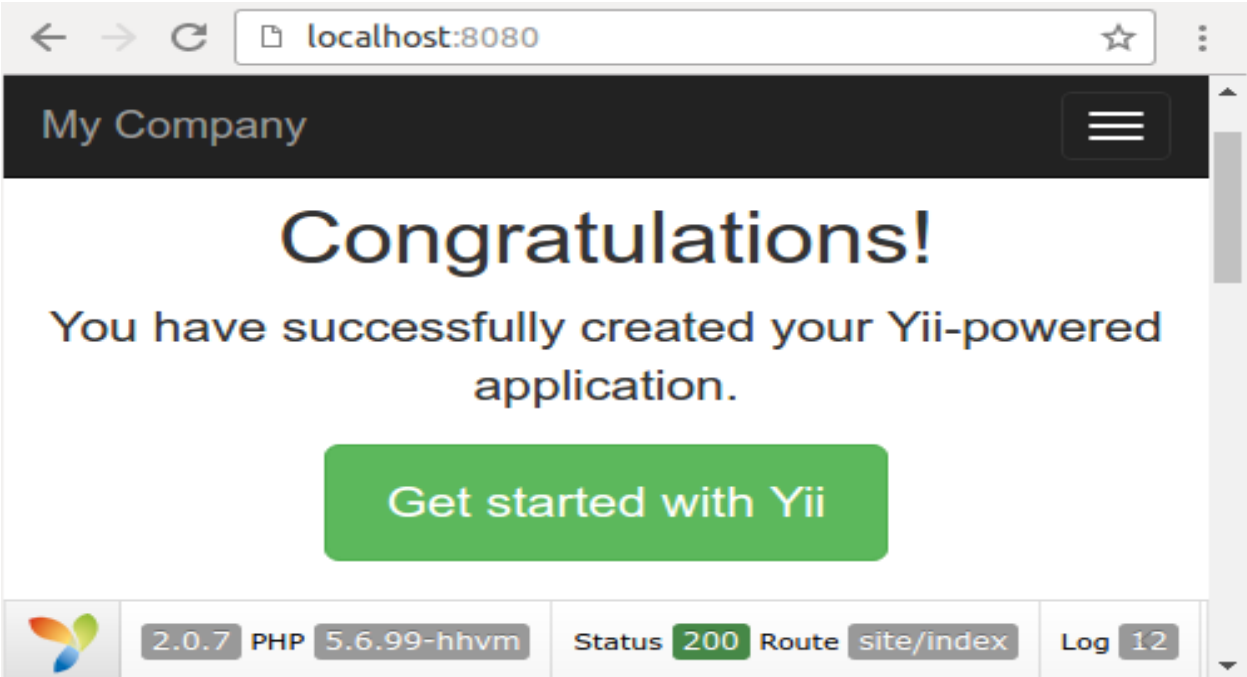 localhost:8080
My Company
Congratulations!
You have successfully created your Yii-powered
application.
Get started with Yii
2.0.7 PHP 5.6.99-hhvm Status 200 Route site/index Log 12